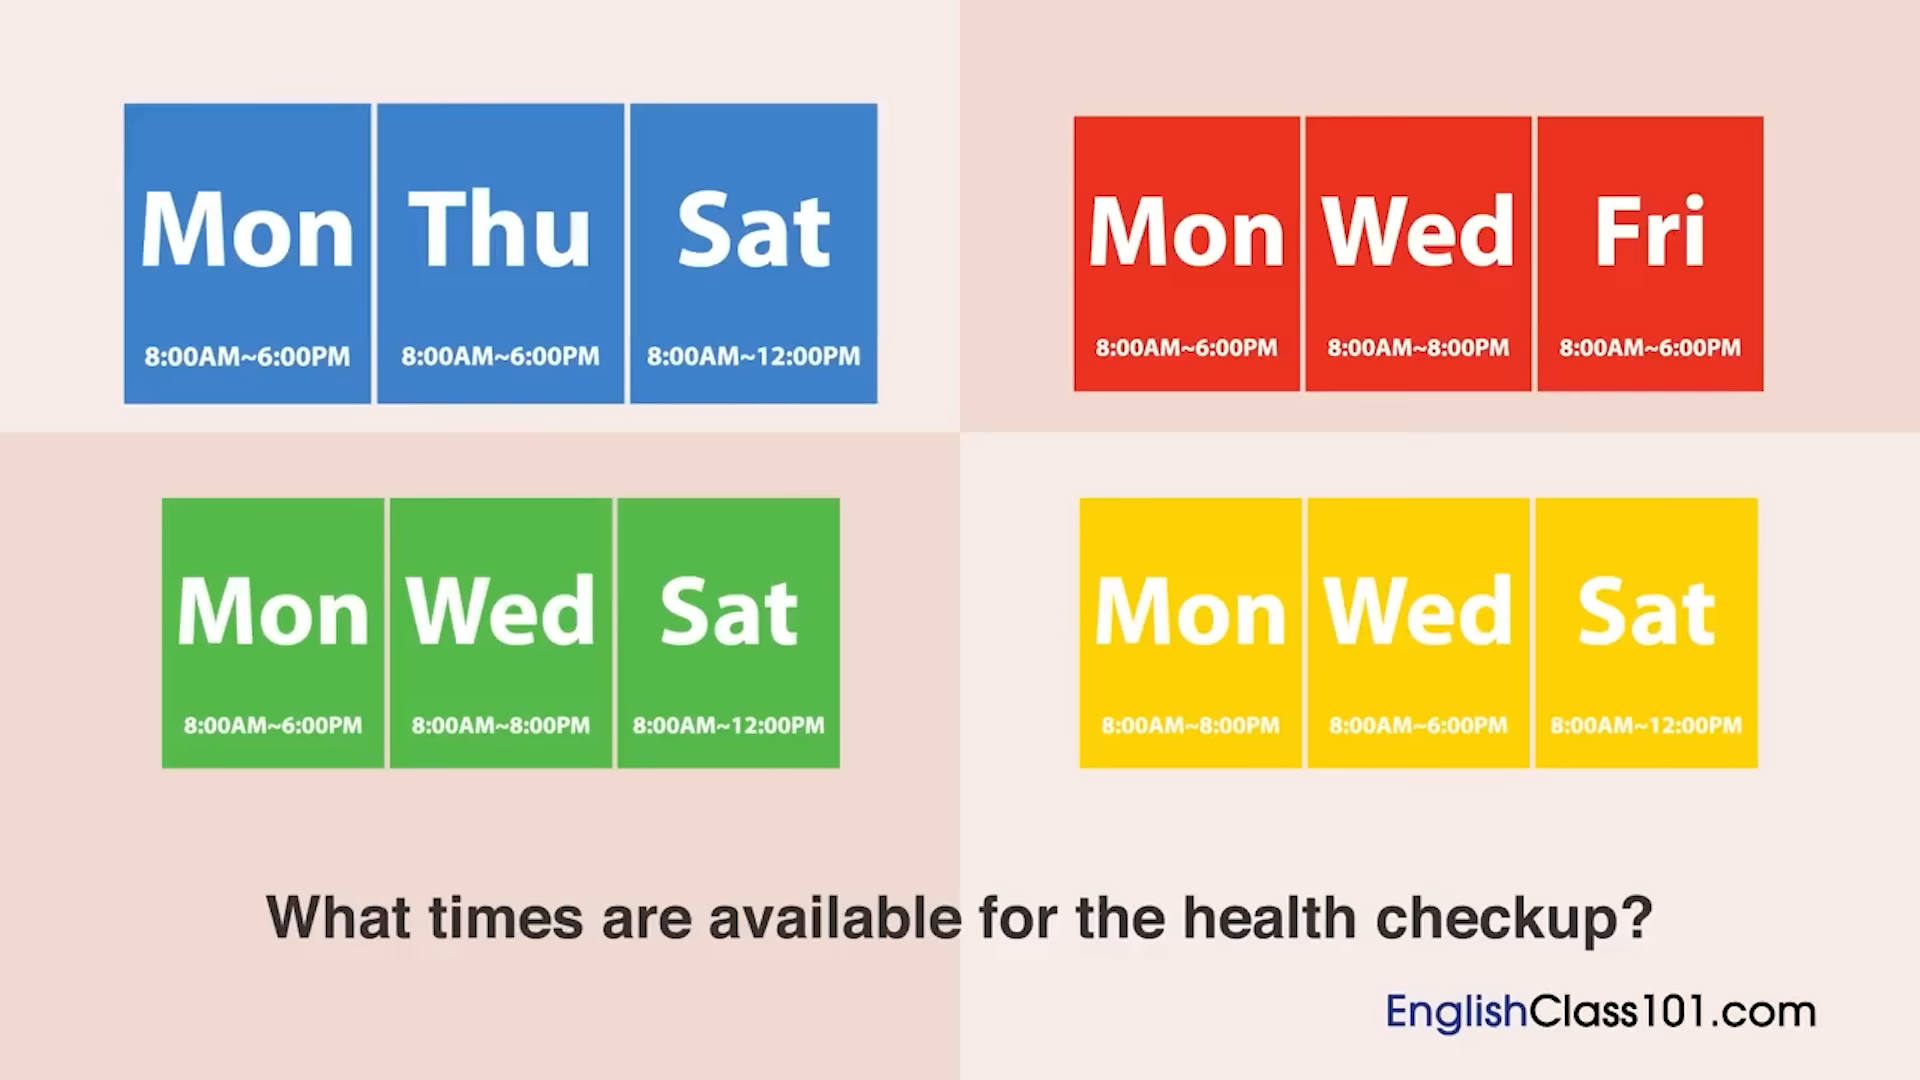 Mon Thu Sat
8:00AM~6:00PM 8:00AM~6:00PM 8:00AM~12:00PM
Mon Wed Fri
8:00AM~6:00PM 8:00AM~8:00PM 8:00AM~6:00PM
Mon Wed Sat
8:00AM~6:00PM 8:00AM~8:00PM 8:00AM~12:00PM
Mon Wed Sat
8:00AM~8:00PM 8:00AM~6:00PM 8:00AM~12:00PM
What times are available for the health checkup?
EnglishClass101.com